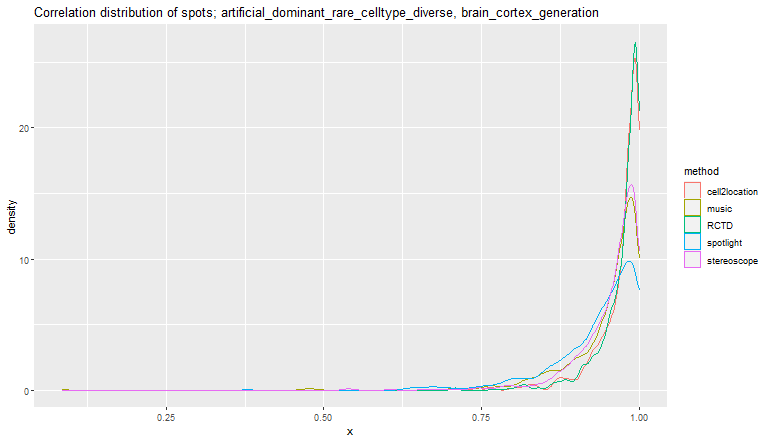 Correlation distribution of spots; artificial_dominant_rare_celltype_diverse, brain_cortex_generation
density
20
10
0
0.25 0.50 0.75 1.00
x
method
cell2location
music
RCTD
spotlight
stereoscope